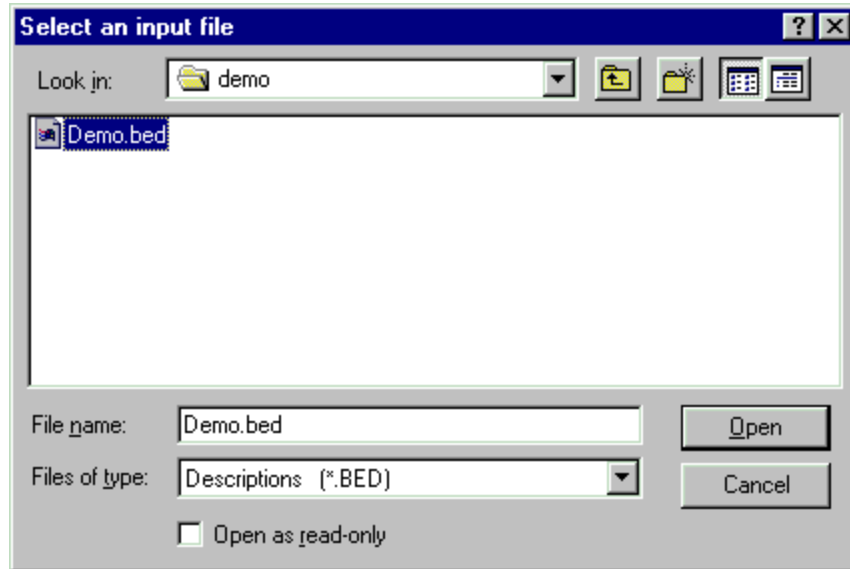 Select an input file
Look in: demo
Demo.bed
File name: Demo.bed Open
Files of type: Descriptions (*.BED) Cancel
Open as read-only